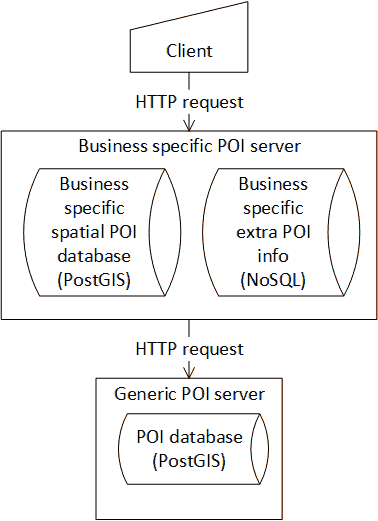 Client
HTTP request
Business specific POI server
Business
specific
spatial POI
database
(PostGIS)
Business
specific
extra POI
info
(NoSQL)
HTTP request
Generic POI server
POI database
(PostGIS)